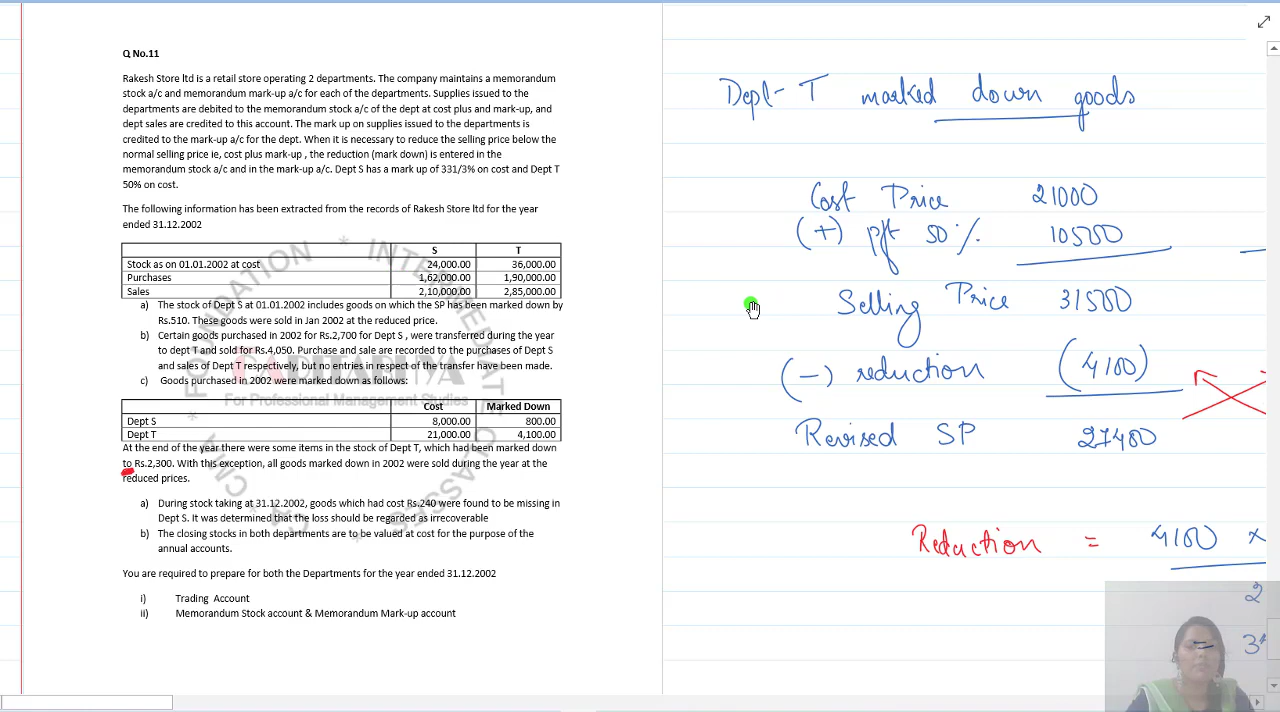 Q No.11
Rakesh Store ltd is a retail store operating 2 departments. The company maintains a memorandum
stock a/c and memorandum mark-up a/c for each of the departments. Supplies issued to the
departments are debited to the memorandum stock a/c of the dept at cost plus and mark-up, and
dept sales are credited to this account. The mark up on supplies issued to the departments is
credited to the mark-up a/c for the dept. When it is necessary to reduce the selling price below the
normal selling price ie, cost plus mark-up , the reduction (mark down) is entered in the
memorandum stock a/c and in the mark-up a/c. Dept S has a mark up of 331/3% on cost and Dept T
50% on cost.
The following information has been extracted from the records of Rakesh Store ltd for the year
ended 31.12.2002
S T
Stock as on 01.01.2002 at cost 24,000.00 36,000.00
Purchases 1,62,000.00 1,90,000.00
Sales 2,10,000.00 2,85,000.00
a) The stock of Dept S at 01.01.2002 includes goods on which the SP has been marked down by
Rs.510. These goods were sold in Jan 2002 at the reduced price.
b) Certain goods purchased in 2002 for Rs.2,700 for Dept S , were transferred during the year
to dept T and sold for Rs.4,050. Purchase and sale are recorded to the purchases of Dept S
and sales of Dept T respectively, but no entries in respect of the transfer have been made.
c) Goods purchased in 2002 were marked down as follows:
Cost Marked Down
Dept S 8,000.00 800.00
Dept T 21,000.00 4,100.00
At the end of the year there were some items in the stock of Dept T, which had been marked down
to Rs.2,300. With this exception, all goods marked down in 2002 were sold during the year at the
reduced prices.
a) During stock taking at 31.12.2002, goods which had cost Rs.240 were found to be missing in
Dept S. It was determined that the loss should be regarded as irrecoverable
b) The closing stocks in both departments are to be valued at cost for the purpose of the
annual accounts.
You are required to prepare for both the Departments for the year ended 31.12.2002
i) Trading Account
ii) Memorandum Stock account & Memorandum Mark-up account
FOUNDATION * INTERMEDIATE
For Professional Management Studies
CMA * CA * CLASSES
Dept- T marked down goods
Cost Price 21000
(+) pft 50% 10500
Selling Price 31500
(-) reduction (4100)
Revised SP 27400
Reduction = 4100 ×
2